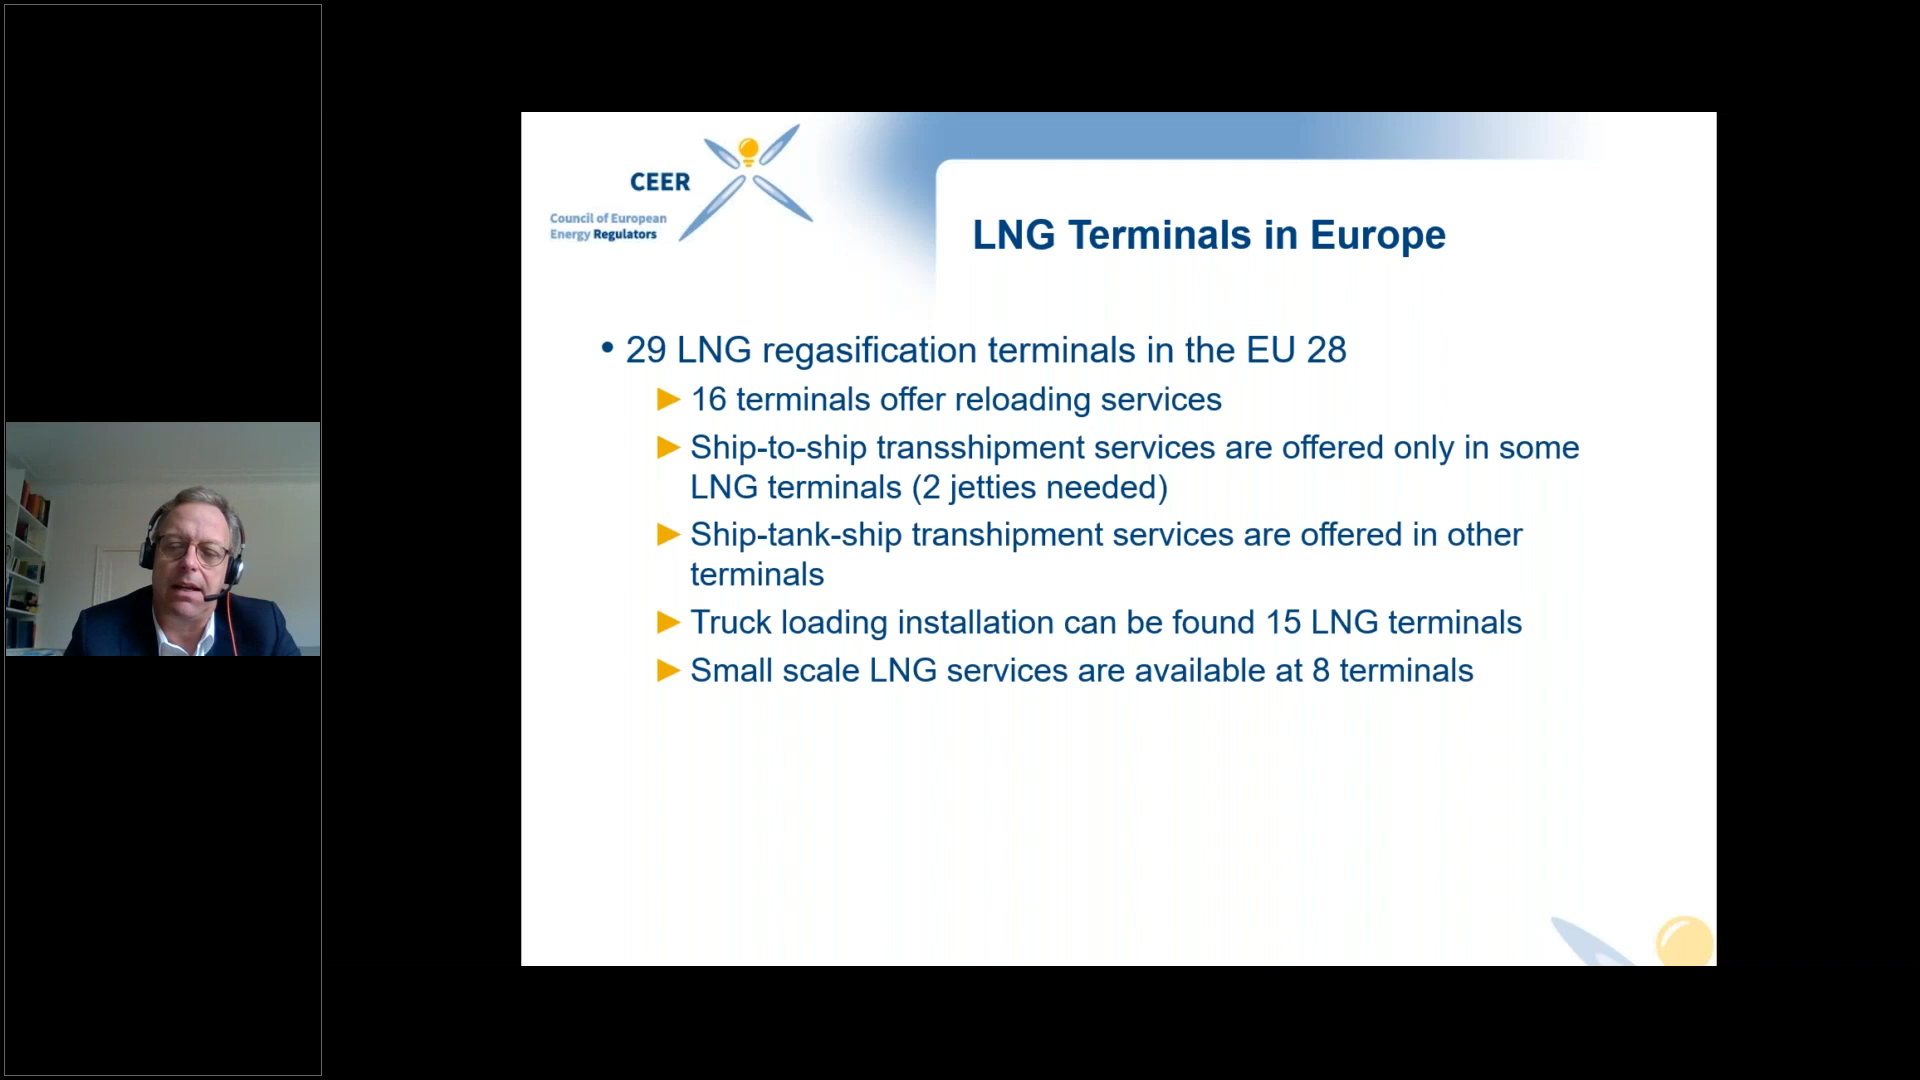 CEER
Council of European
Energy Regulators
LNG Terminals in Europe
• 29 LNG regasification terminals in the EU 28
► 16 terminals offer reloading services
► Ship-to-ship transshipment services are offered only in some
LNG terminals (2 jetties needed)
► Ship-tank-ship transhipment services are offered in other
terminals
► Truck loading installation can be found 15 LNG terminals
► Small scale LNG services are available at 8 terminals